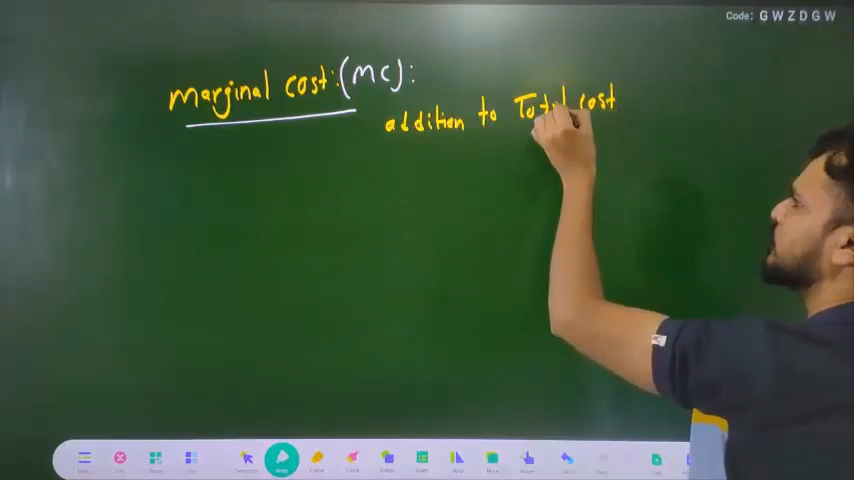 Code: GWZDGW
marginal cost: (MC):
addition to Total cost